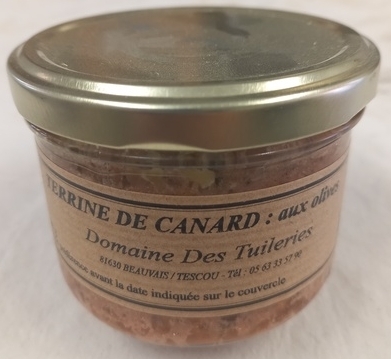 TERRINE DE CANARD : aux olives
Domaine Des Tuileries
81630 BEAUVAIS / TESCOU - Tél : 05 63 33 57 90
avant la date indiquée sur le couvercle